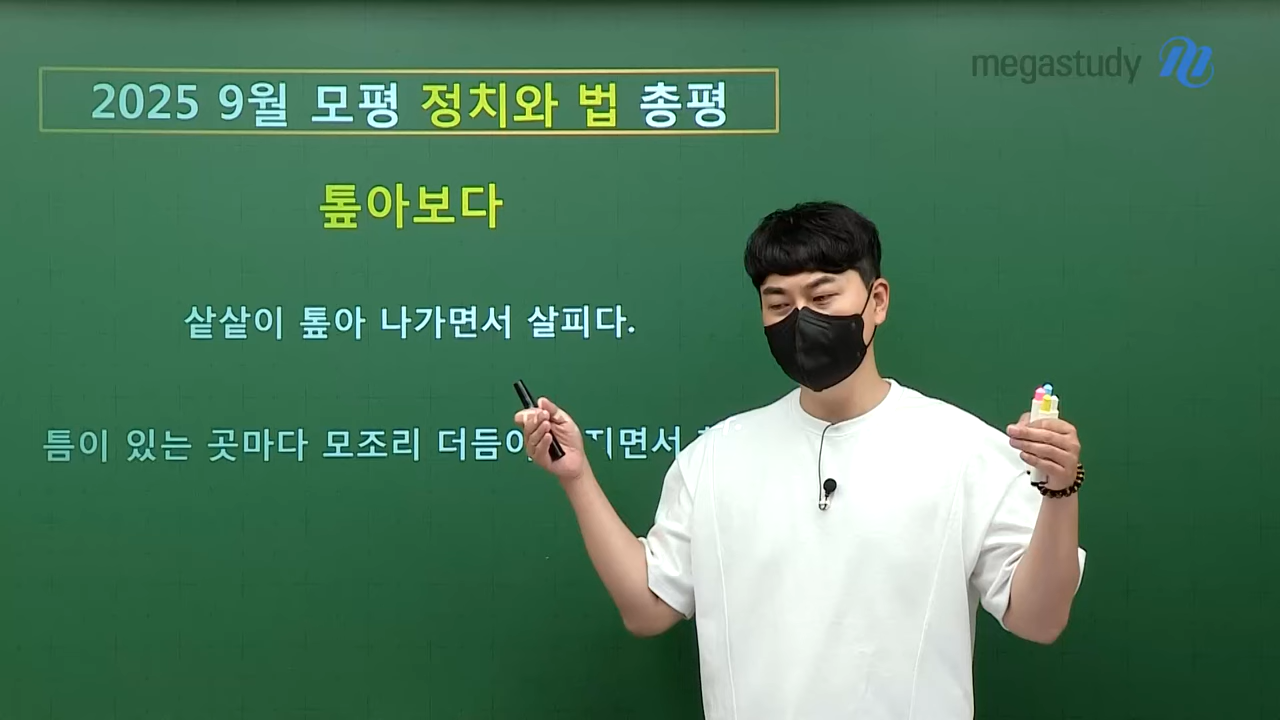 megastudy
2025 9월 모평 정치와 법 총평
톺아보다
샅샅이 톺아 나가면서 살피다.
틈이 있는 곳마다 모조리 더듬어 면서